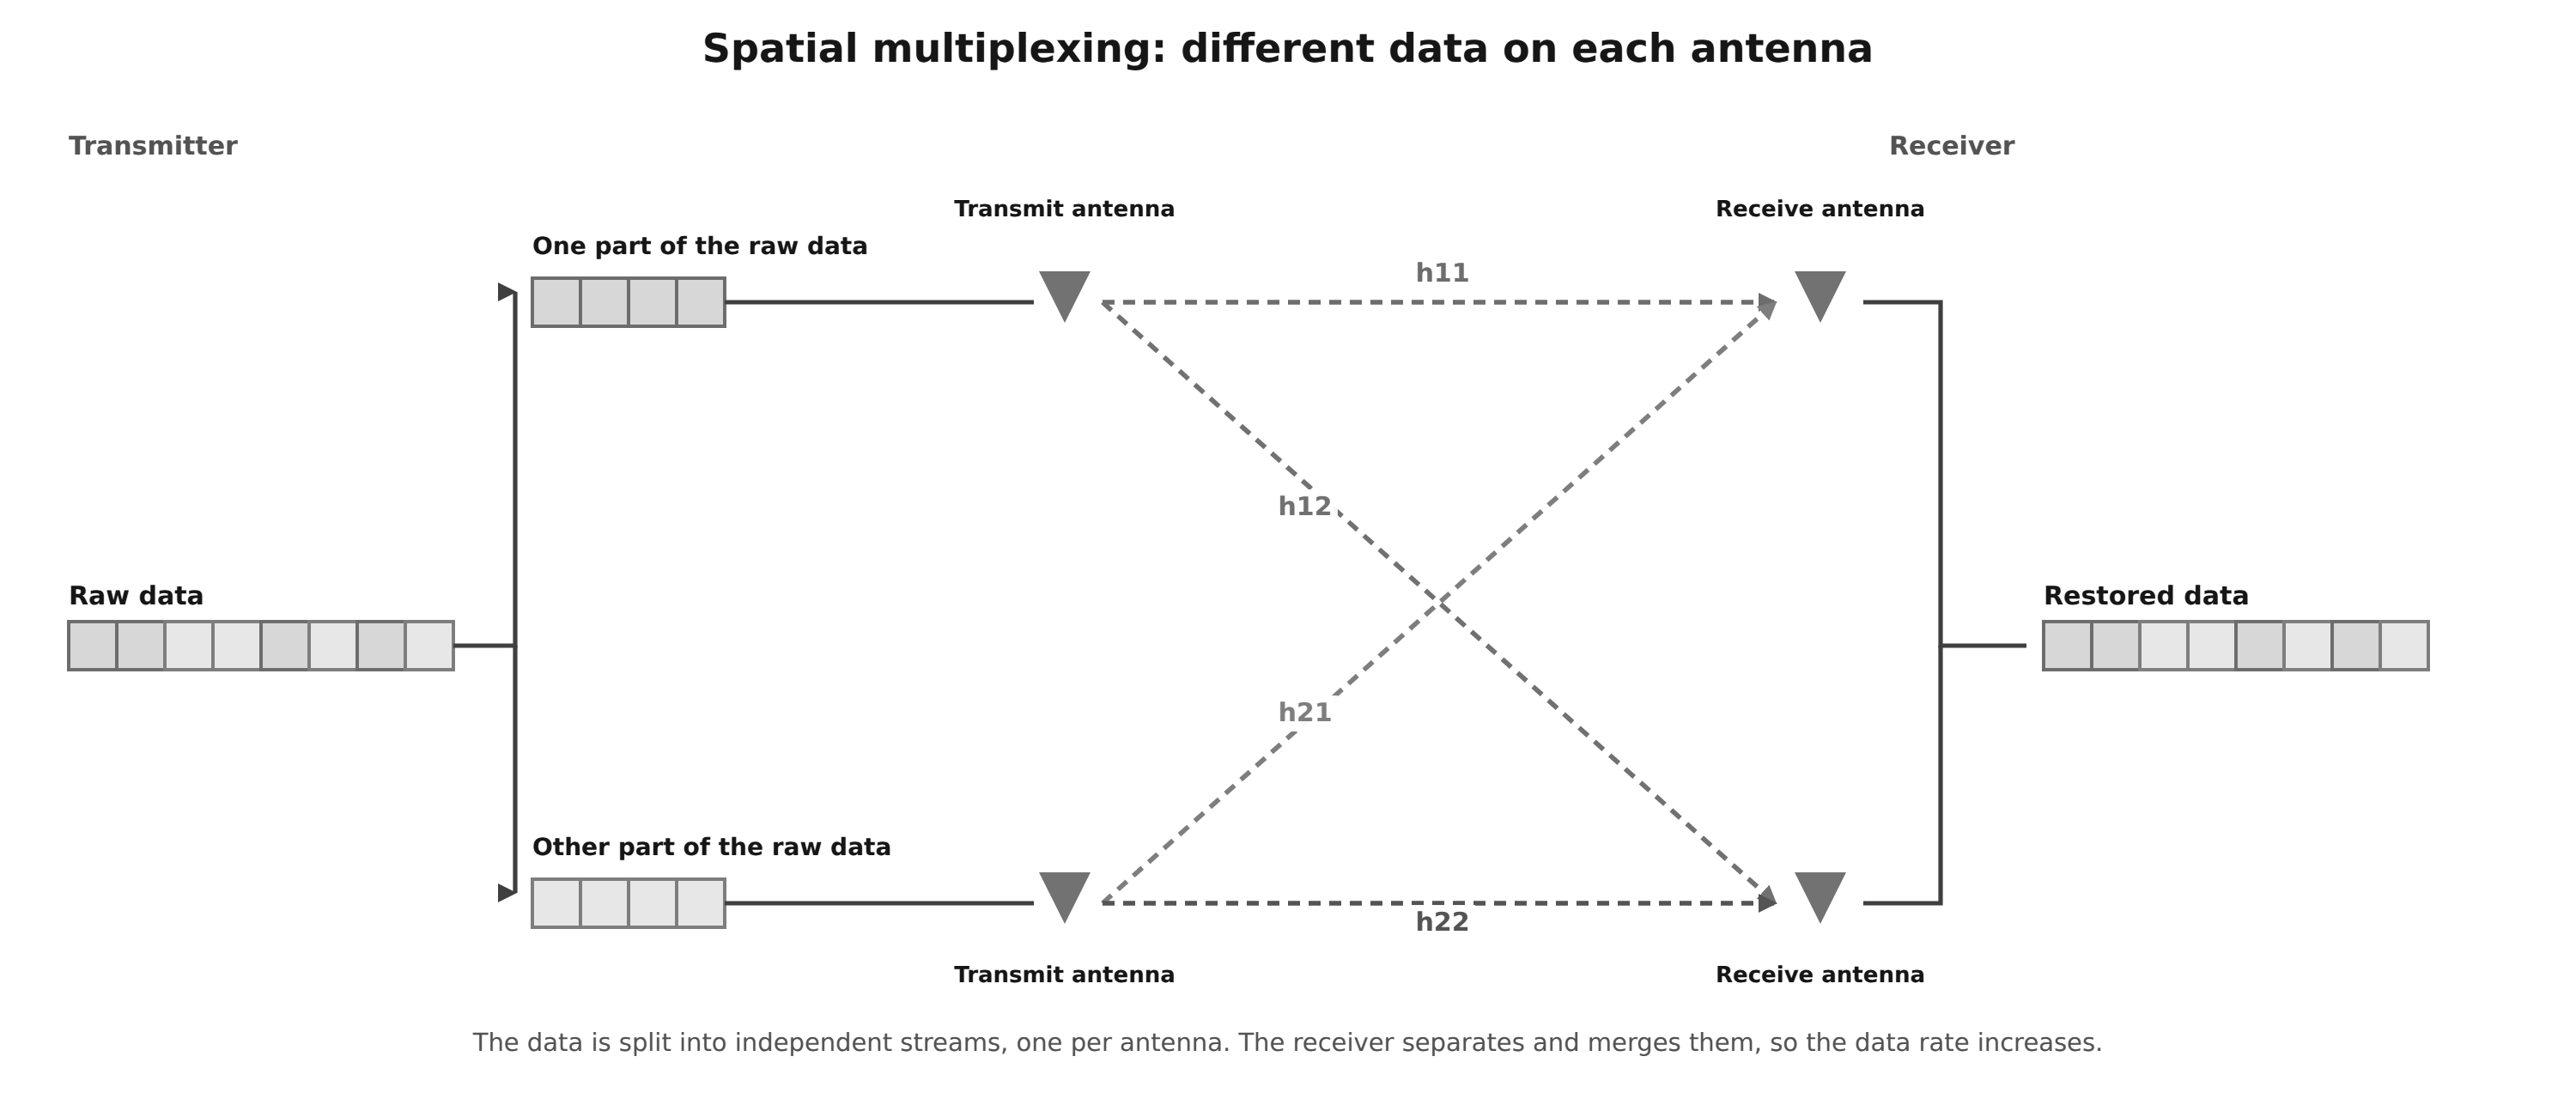 Spatial multiplexing: different data on each antenna
Transmitter
Receiver
Transmit antenna
Receive antenna
One part of the raw data
h11
h12
Raw data
Restored data
h21
Other part of the raw data
h22
Transmit antenna
Receive antenna
The data is split into independent streams, one per antenna. The receiver separates and merges them, so the data rate increases.